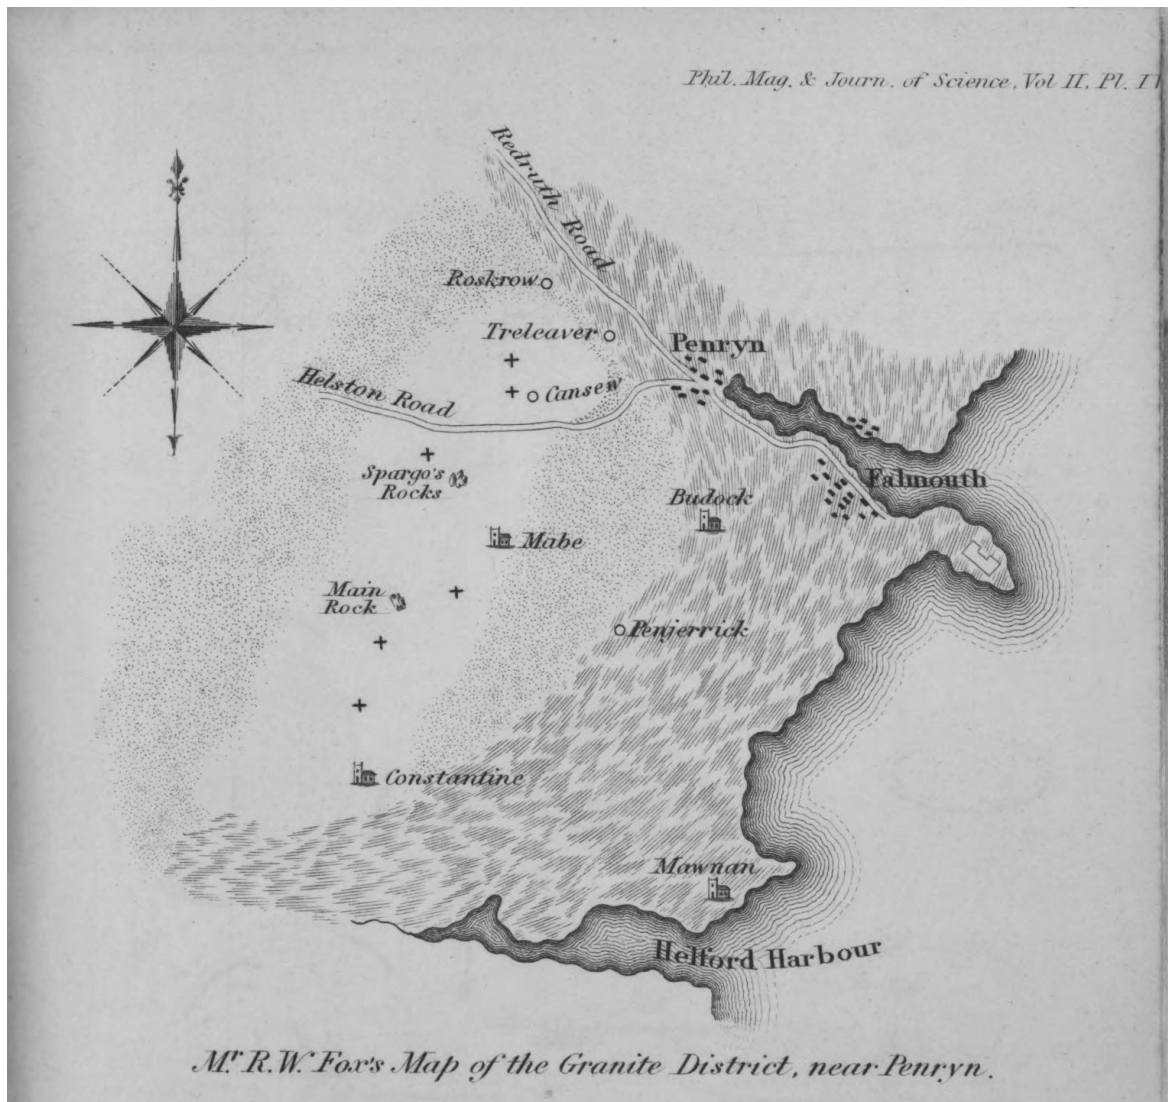 Phil. Mag. & Journ. of Science, Vol II, Pl.
Redruth Road
Roskrow
Treleaver
Penryn
Helston Road
Cansew
Spargo's
Rocks
Falmouth
Budock
Mabe
Main
Rock
Penjerrick
Constantine
Mawnan
Helford Harbour
Mr. R.W. Fox's Map of the Granite District, near Penryn.